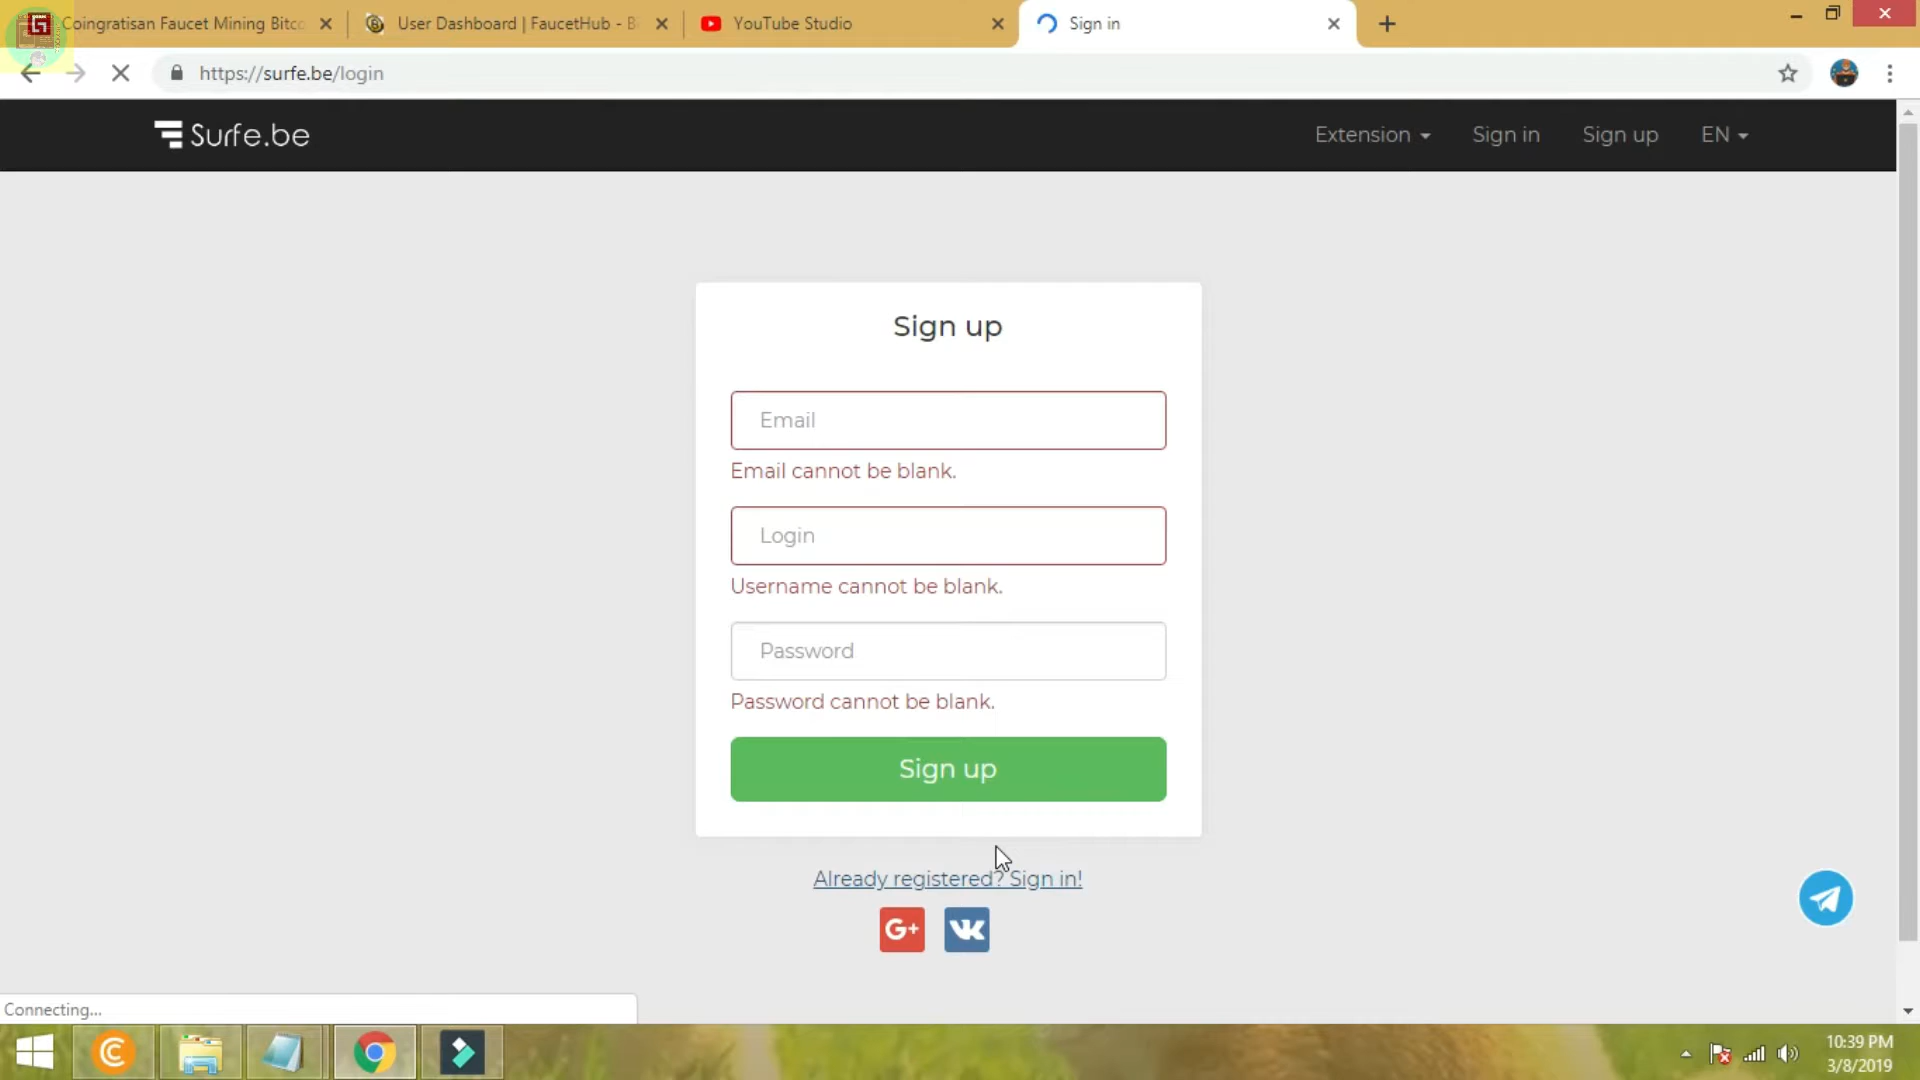 Coingratisan Faucet Mining Bitco
User Dashboard | FaucetHub - B
YouTube Studio
Sign in
https://surfe.be/login
Surfe.be
Extension
Sign in
Sign up
EN
Sign up
Email
Email cannot be blank.
Login
Username cannot be blank.
Password
Password cannot be blank.
Sign up
Already registered? Sign in!
G+
Connecting...
10:39 PM
3/8/2019